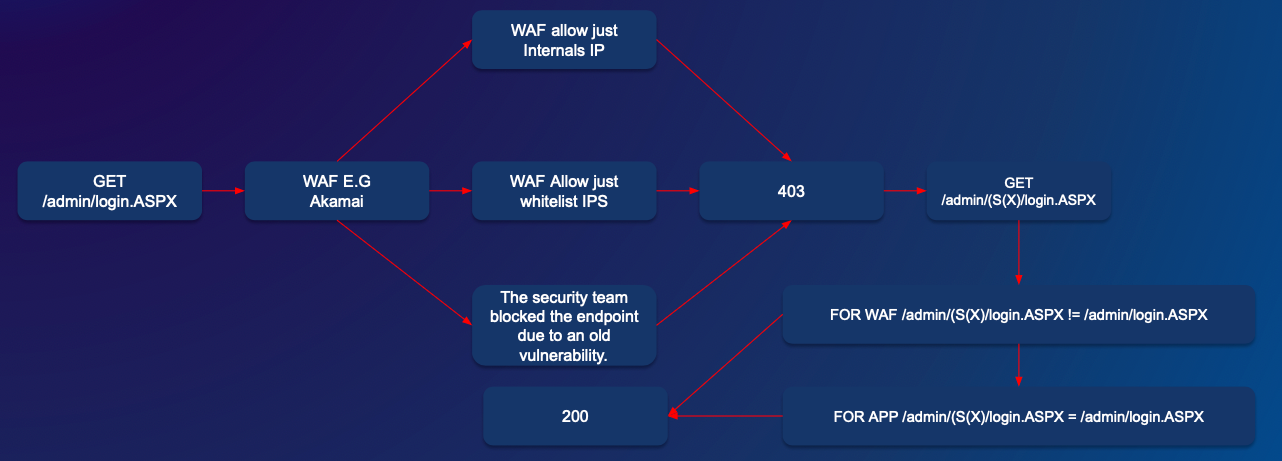 WAF allow just
Internals IP
GET
/admin/login.ASPX
WAF E.G
Akamai
WAF Allow just
whitelist IPS
403
GET
/admin/(S(X)/login.ASPX
The security team
blocked the endpoint
due to an old
vulnerability.
FOR WAF /admin/(S(X)/login.ASPX != /admin/login.ASPX
200
FOR APP /admin/(S(X)/login.ASPX = /admin/login.ASPX